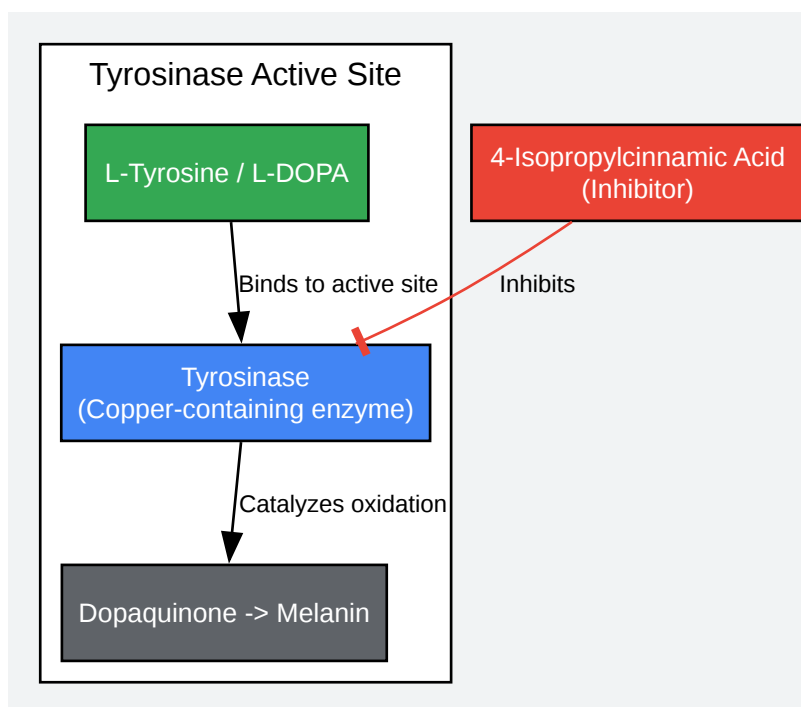 Tyrosinase Active Site
L-Tyrosine / L-DOPA
4-Isopropylcinnamic Acid
(Inhibitor)
Binds to active site
Inhibits
Tyrosinase
(Copper-containing enzyme)
Catalyzes oxidation
Dopaquinone -> Melanin